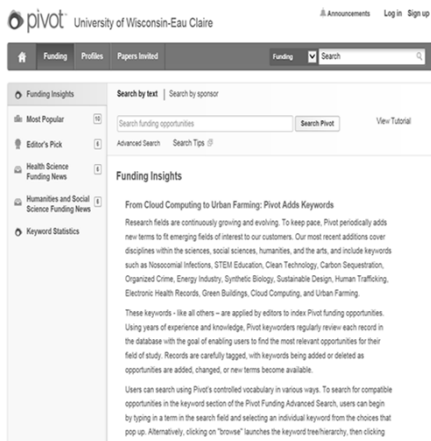 pivot University of Wisconsin-Eau Claire
Announcements Log in Sign up
Funding Profiles Papers Invited
Funding Search
Funding Insights
Most Popular 10
Editor's Pick
Health Science
Funding News
Humanities and Social
Science Funding News
Keyword Statistics
Search by text | Search by sponsor
Search funding opportunities Search Pivot View Tutorial
Advanced Search Search Tips
Funding Insights
From Cloud Computing to Urban Farming: Pivot Adds Keywords
Research fields are continuously growing and evolving. To keep pace, Pivot periodically adds
new terms to fit emerging fields of interest to our customers. Our most recent additions cover
disciplines within the sciences, social sciences, humanities, and the arts, and include keywords
such as Nosocomial Infections, STEM Education, Clean Technology, Carbon Sequestration,
Organized Crime, Energy Industry, Synthetic Biology, Sustainable Design, Human Trafficking,
Electronic Health Records, Green Buildings, Cloud Computing, and Urban Farming.
These keywords - like all others – are applied by editors to index Pivot funding opportunities.
Using years of experience and knowledge, Pivot keyworders regularly review each record in
the database with the goal of enabling users to find the most relevant opportunities for their
field of study. Records are carefully tagged, with keywords being added or deleted as
opportunities are added, changed, or new terms become available.
Users can search using Pivot's controlled vocabulary in various ways. To search for compatible
opportunities in the keyword section of the Pivot Funding Advanced Search, users can begin
by typing in a term in the search field and selecting an individual keyword from the choices that
pop up. Alternatively, clicking on "browse" launches the keyword tree/hierarchy, then clicking